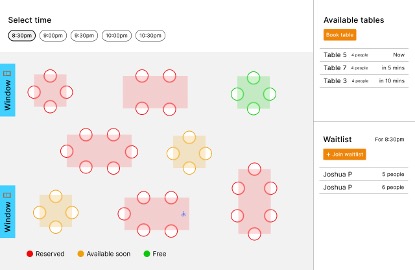 Select time
8:30pm
9:00pm
9:30pm
10:00pm
10:30pm
Window
Window
Reserved
Available soon
Free
Available tables
Book table
Table 5 4 people Now
Table 7 4 people in 5 mins
Table 3 4 people in 10 mins
Waitlist For 8:30pm
+ Join waitlist
Joshua P 5 people
Joshua P 6 people